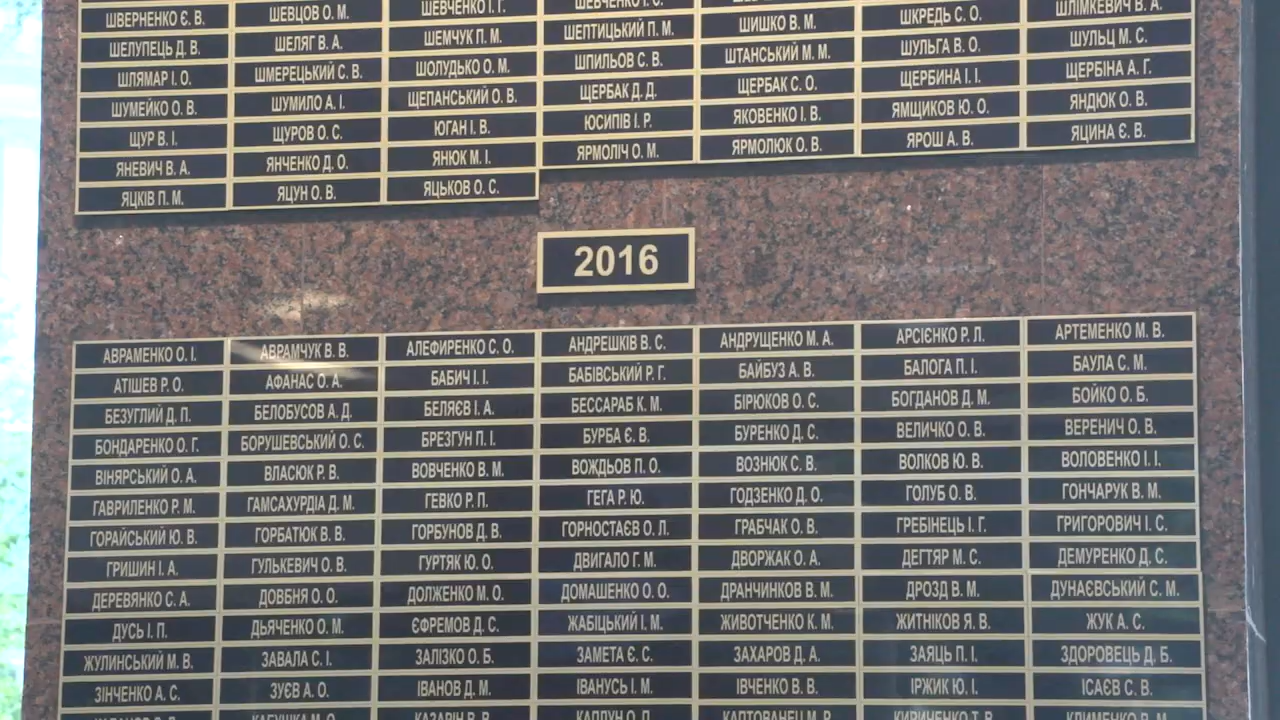 ШВЕРНЕНКО Є. В. ШЕВЦОВ О. М. ШЕВЧЕНКО І. Г. ШКРЕДЬ С. О. ШЛІМКЕВИЧ В. А.
ШЕЛУПЕЦЬ Д. В. ШЕЛЯГ В. А. ШЕМЧУК П. М. ШЕПТИЦЬКИЙ П. М. ШИШКО В. М. ШУЛЬГА В. О. ШУЛЬЦ М. С.
ШЛЯМАР І. О. ШМЕРЕЦЬКИЙ С. В. ШОЛУДЬКО О. М. ШПИЛЬОВ С. В. ШТАНСЬКИЙ М. М. ЩЕРБИНА І. І. ЩЕРБІНА А. Г.
ШУМЕЙКО О. В. ШУМИЛО А. І. ЩЕПАНСЬКИЙ О. В. ЩЕРБАК Д. Д. ЩЕРБАК С. О. ЯМЩИКОВ Ю. О. ЯНДЮК О. В.
ЩУР В. І. ЩУРОВ О. С. ЮГАН І. В. ЮСИПІВ І. Р. ЯКОВЕНКО І. В. ЯРОШ А. В. ЯЦИНА Є. В.
ЯНЕВИЧ В. А. ЯНЧЕНКО Д. О. ЯНЮК М. І. ЯРМОЛІЧ О. М. ЯРМОЛЮК О. В.
ЯЦКІВ П. М. ЯЦУН О. В. ЯЦЬКОВ О. С.
2016
АВРАМЕНКО О. І. АВРАМЧУК В. В. АЛЕФИРЕНКО С. О. АНДРЕШКІВ В. С. АНДРУЩЕНКО М. А. АРСІЄНКО Р. Л. АРТЕМЕНКО М. В.
АТІШЕВ Р. О. АФАНАС О. А. БАБИЧ І. І. БАБІВСЬКИЙ Р. Г. БАЙБУЗ А. В. БАЛОГА П. І. БАУЛА С. М.
БЕЗУГЛИЙ Д. П. БЕЛОБУСОВ А. Д. БЕЛЯЄВ І. А. БЕССАРАБ К. М. БІРЮКОВ О. С. БОГДАНОВ Д. М. БОЙКО О. Б.
БОНДАРЕНКО О. Г. БОРУШЕВСЬКИЙ О. С. БРЕЗГУН П. І. БУРБА Є. В. БУРЕНКО Д. С. ВЕЛИЧКО О. В. ВЕРЕНИЧ О. В.
ВІНЯРСЬКИЙ О. А. ВЛАСЮК Р. В. ВОВЧЕНКО В. М. ВОЖДЬОВ П. О. ВОЗНЮК С. В. ВОЛКОВ Ю. В. ВОЛОВЕНКО І. І.
ГАВРИЛЕНКО Р. М. ГАМСАХУРДІА Д. М. ГЕВКО Р. П. ГЕГА Р. Ю. ГОДЗЕНКО Д. О. ГОЛУБ О. В. ГОНЧАРУК В. М.
ГОРАЙСЬКИЙ Ю. В. ГОРБАТЮК В. В. ГОРБУНОВ Д. В. ГОРНОСТАЄВ О. Л. ГРАБЧАК О. В. ГРЕБІНЕЦЬ І. Г. ГРИГОРОВИЧ І. С.
ГРИШИН І. А. ГУЛЬКЕВИЧ О. В. ГУРТЯК Ю. О. ДВИГАЛО Г. М. ДВОРЖАК О. А. ДЕГТЯР М. С. ДЕМУРЕНКО Д. С.
ДЕРЕВЯНКО С. А. ДОВБНЯ О. О. ДОЛЖЕНКО М. О. ДОМАШЕНКО О. О. ДРАНЧИНКОВ В. М. ДРОЗД В. М. ДУНАЄВСЬКИЙ С. М.
ДУСЬ І. П. ДЬЯЧЕНКО О. М. ЄФРЕМОВ Д. С. ЖАБІЦЬКИЙ І. М. ЖИВОТЧЕНКО К. М. ЖИТНІКОВ Я. В. ЖУК А. С.
ЖУЛИНСЬКИЙ М. В. ЗАВАЛА С. І. ЗАЛІЗКО О. Б. ЗАМЕТА Є. С. ЗАХАРОВ Д. А. ЗАЯЦЬ П. І. ЗДОРОВЕЦЬ Д. Б.
ЗІНЧЕНКО А. С. ЗУЄВ А. О. ІВАНОВ Д. М. ІВАНУСЬ І. М. ІВЧЕНКО В. В. ІРЖИК Ю. І. ІСАЄВ С. В.